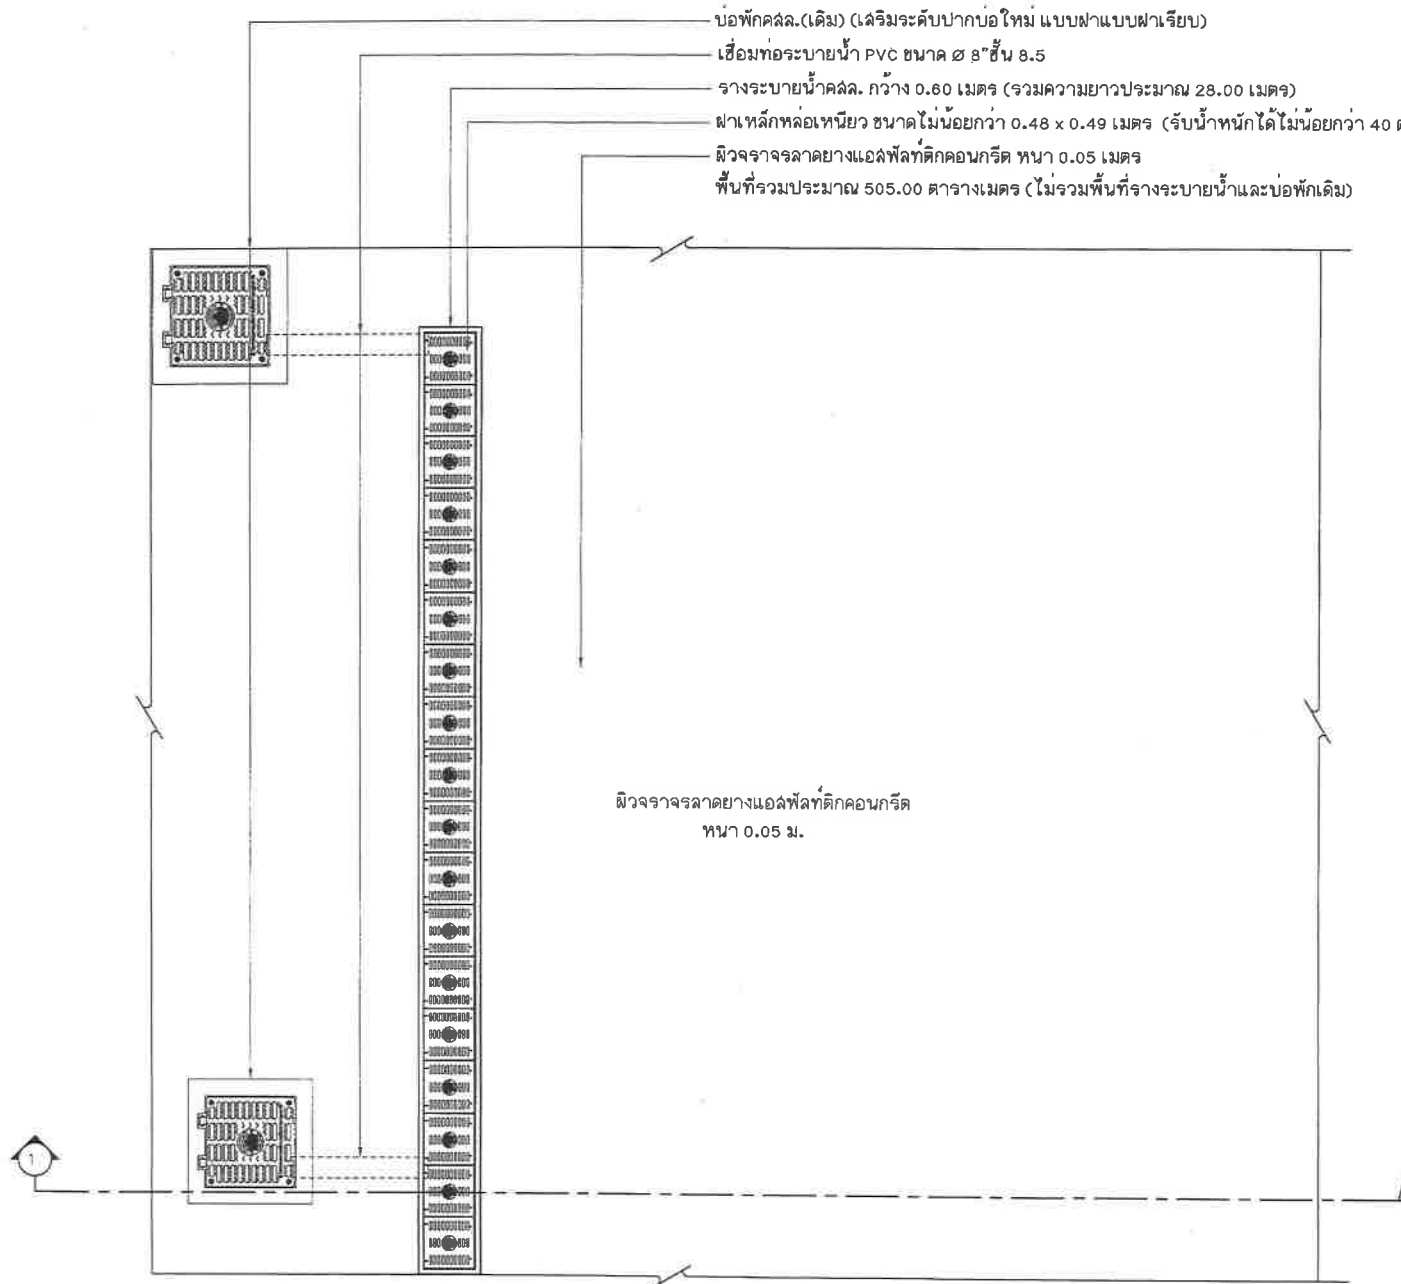 บ่อพักคสล.(เดิม) (เสริมระดับปากบ่อใหม่ แบบฝาแบบฝาเรียบ)
เชื่อมท่อระบายน้ำ PVC ขนาด Ø 8"ชั้น 8.5
รางระบายน้ำคสล. กว้าง 0.60 เมตร (รวมความยาวประมาณ 28.00 เมตร)
ฝาเหล็กหล่อเหนียว ขนาดไม่น้อยกว่า 0.48 x 0.49 เมตร (รับน้ำหนักได้ไม่น้อยกว่า 40
ผิวจราจรลาดยางแอสฟัลท์ติกคอนกรีต หนา 0.05 เมตร
พื้นที่รวมประมาณ 505.00 ตารางเมตร (ไม่รวมพื้นที่รางระบายน้ำและบ่อพักเดิม)
ผิวจราจรลาดยางแอสฟัลท์ติกคอนกรีต
หนา 0.05 ม.
1